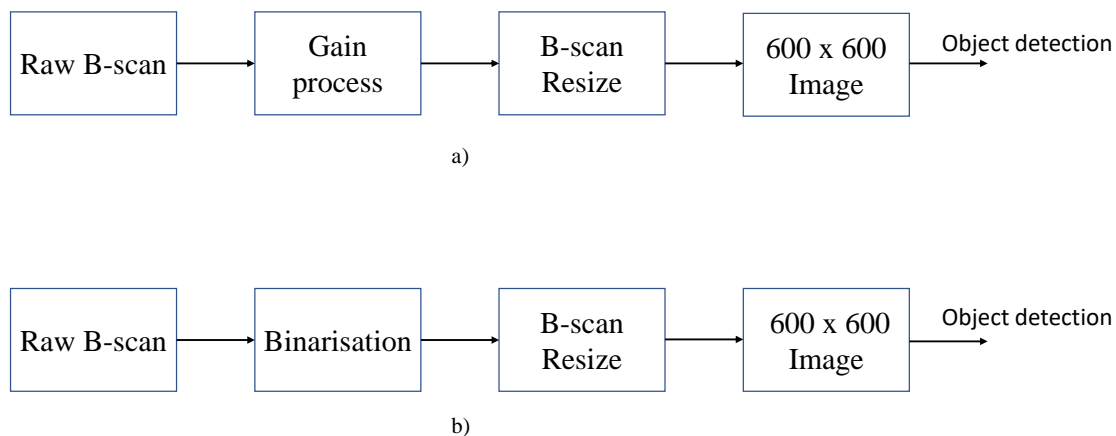 Raw B-scan
Gain
process
B-scan
Resize
600 x 600
Image
Object detection
a)
Raw B-scan
Binarisation
B-scan
Resize
600 x 600
Image
Object detection
b)